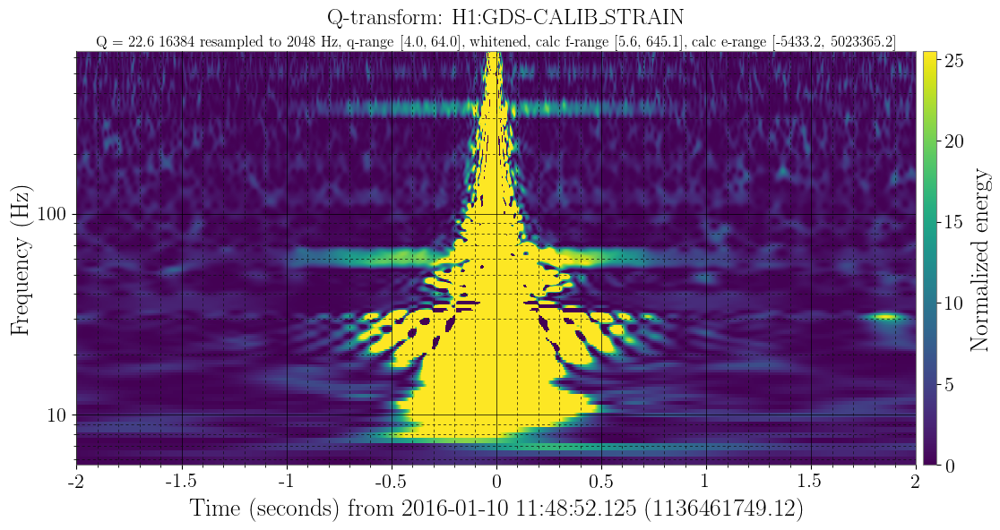 Q-transform: H1:GDS-CALIB_STRAIN
Q = 22.6 16384 resampled to 2048 Hz, q-range [4.0, 64.0], whitened, calc f-range [5.6, 645.1], calc e-range [-5433.2, 5023365.2]
Frequency (Hz)
100
10
-2 -1.5 -1 -0.5 0 0.5 1 1.5 2
Time (seconds) from 2016-01-10 11:48:52.125 (1136461749.12)
25
20
15
10
5
0
Normalized energy